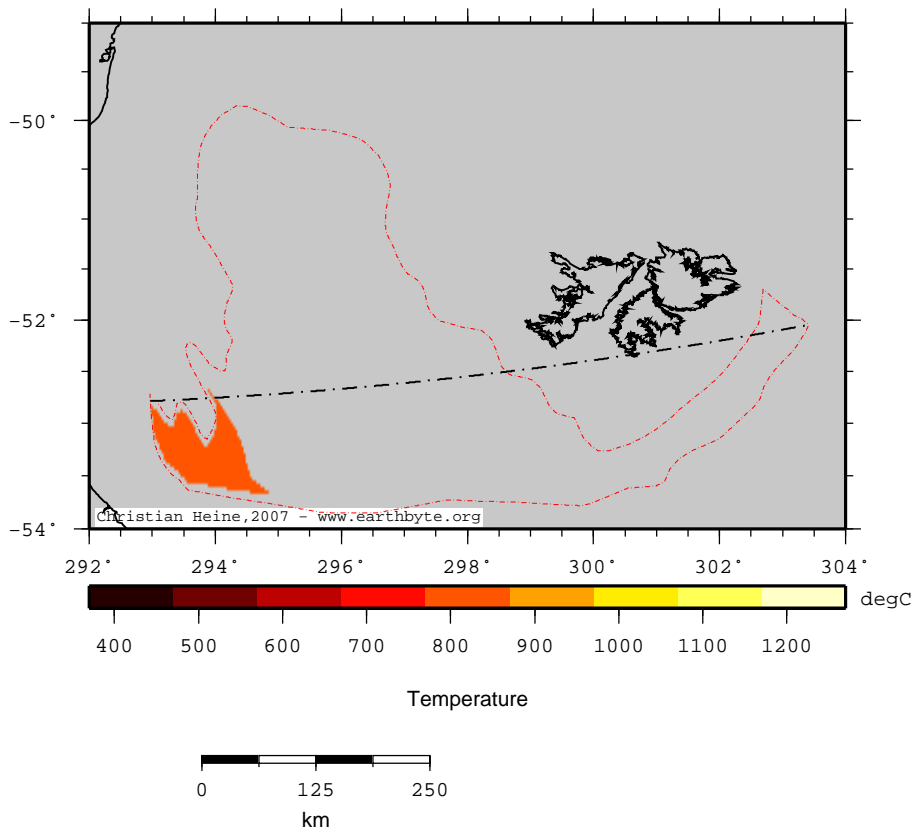 -50°
-52°
-54°
Christian Heine,2007 - www.earthbyte.org
292° 294° 296° 298° 300° 302° 304°
degC
400 500 600 700 800 900 1000 1100 1200
Temperature
0 125 250
km